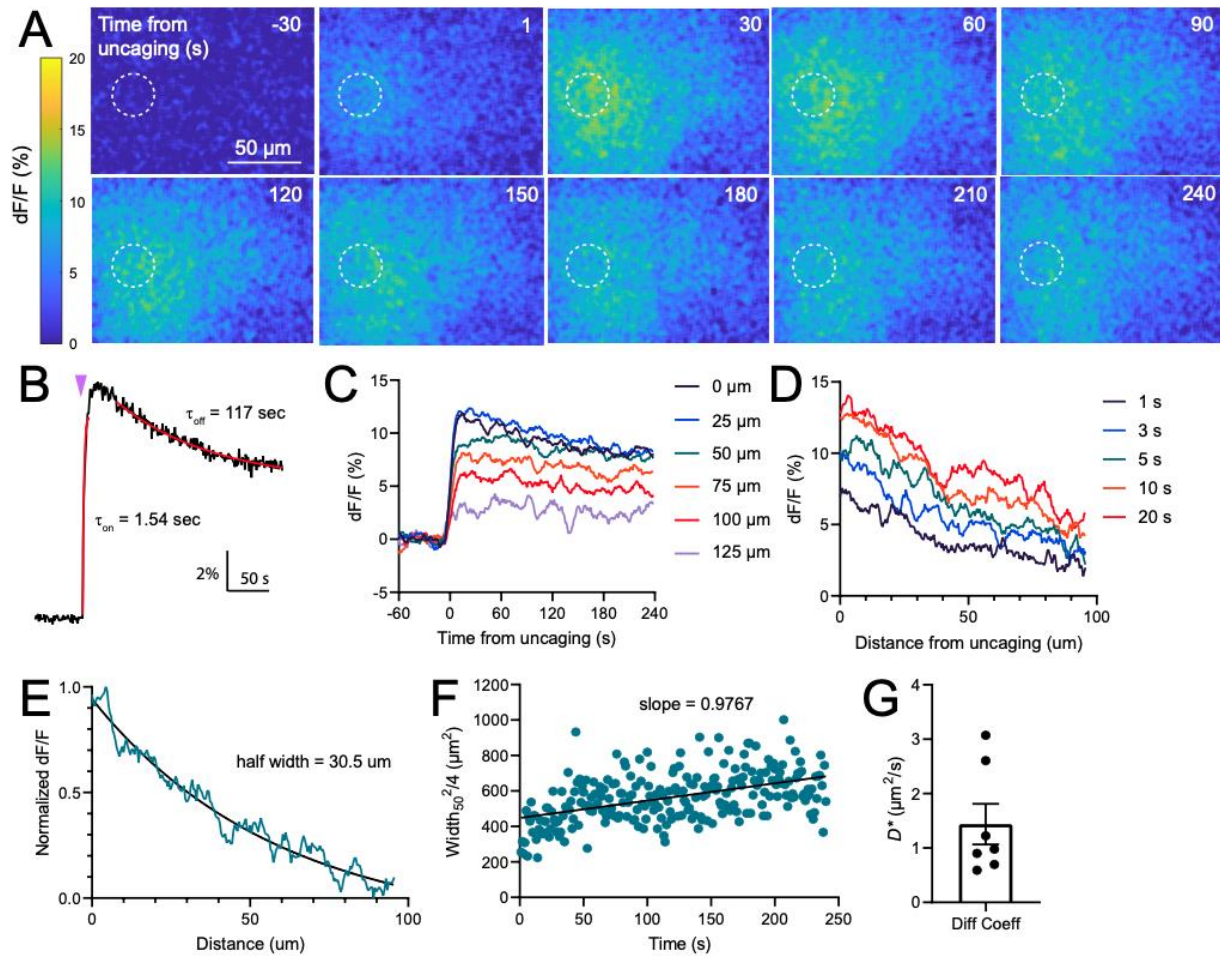 A
Time from
uncaging (s)
-30
1
30
60
90
20
15
10
5
0
dF/F (%)
50 µm
120
150
180
210
240
B
τoff = 117 sec
τon = 1.54 sec
2%
50 s
C
15
10
5
0
-5
dF/F (%)
-60
0
60
120
180
240
Time from uncaging (s)
0 µm
25 µm
50 µm
75 µm
100 µm
125 µm
D
15
10
5
0
dF/F (%)
0
50
100
Distance from uncaging (um)
1 s
3 s
5 s
10 s
20 s
E
1.0
0.5
0.0
Normalized dF/F
half width = 30.5 um
0
50
100
Distance (um)
F
1200
1000
800
600
400
200
0
Width50²/4 (µm²)
slope = 0.9767
0
50
100
150
200
250
Time (s)
G
4
3
2
1
0
D* (µm²/s)
Diff Coeff